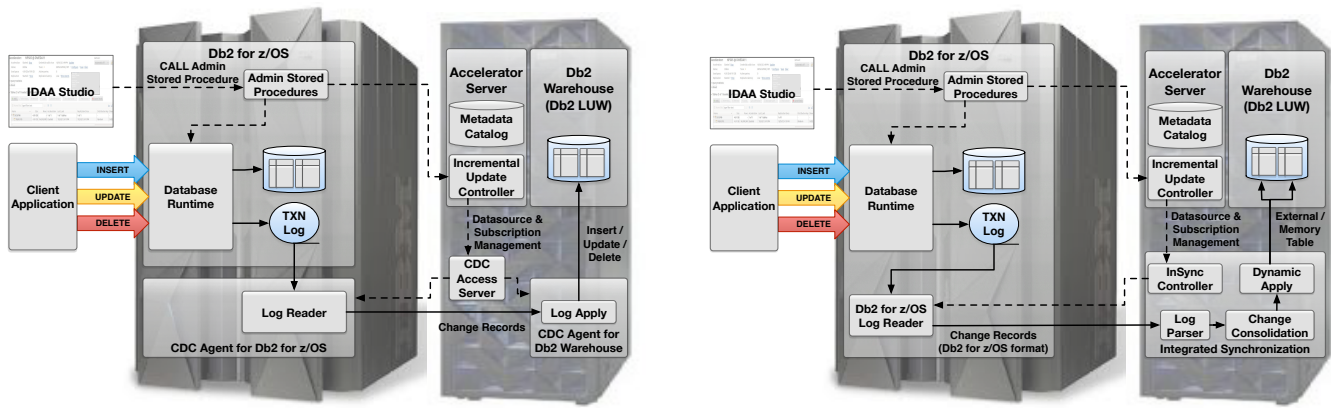 Db2 for z/OS
CALL Admin
Stored Procedure
Admin Stored
Procedures
IDAA Studio
Client
Application
INSERT
UPDATE
DELETE
Database
Runtime
TXN
Log
Log Reader
CDC Agent for Db2 for z/OS
Accelerator
Server
Metadata
Catalog
Incremental
Update
Controller
Datasource &
Subscription
Management
CDC
Access
Server
Change Records
Db2
Warehouse
(Db2 LUW)
Insert /
Update /
Delete
Log Apply
CDC Agent for
Db2 Warehouse
Db2 for z/OS
CALL Admin
Stored Procedure
Admin Stored
Procedures
IDAA Studio
Client
Application
INSERT
UPDATE
DELETE
Database
Runtime
TXN
Log
Db2 for z/OS
Log Reader
Change Records
(Db2 for z/OS format)
Accelerator
Server
Metadata
Catalog
Incremental
Update
Controller
Datasource &
Subscription
Management
Db2
Warehouse
(Db2 LUW)
External /
Memory
Table
InSync
Controller
Dynamic
Apply
Log
Parser
Change
Consolidation
Integrated Synchronization